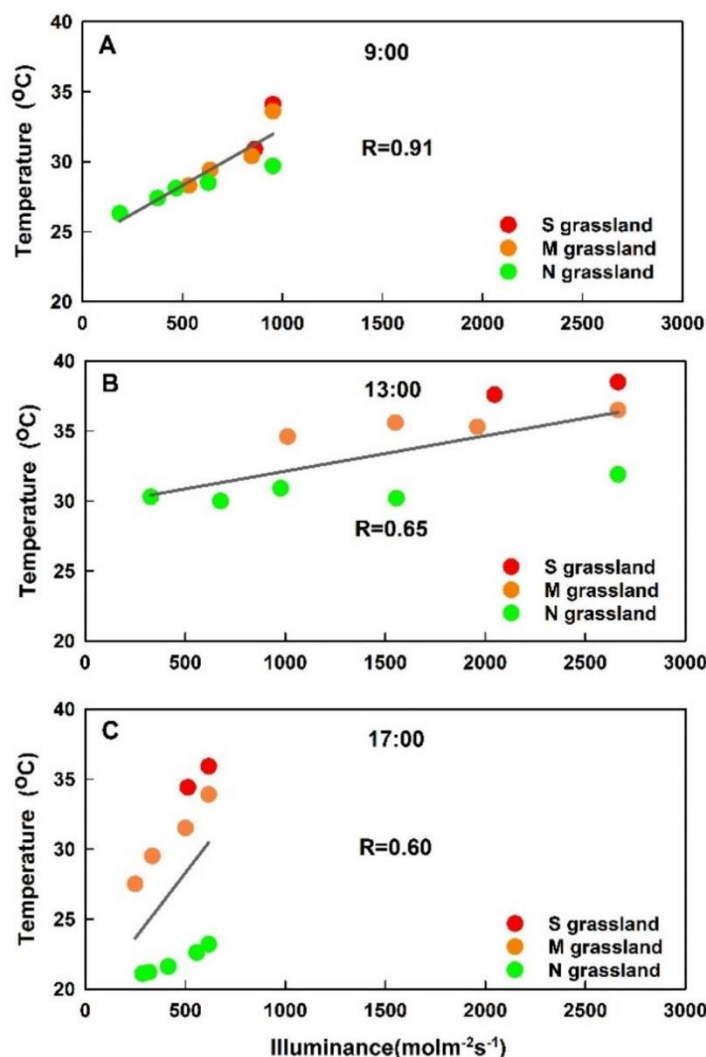 A
9:00
R=0.91
S grassland
M grassland
N grassland
Temperature (⁰C)
40
35
30
25
20
0 500 1000 1500 2000 2500 3000
B
13:00
R=0.65
S grassland
M grassland
N grassland
Temperature (⁰C)
40
35
30
25
20
0 500 1000 1500 2000 2500 3000
C
17:00
R=0.60
S grassland
M grassland
N grassland
Temperature (⁰C)
40
35
30
25
20
0 500 1000 1500 2000 2500 3000
Illuminance(molm⁻²s⁻¹)